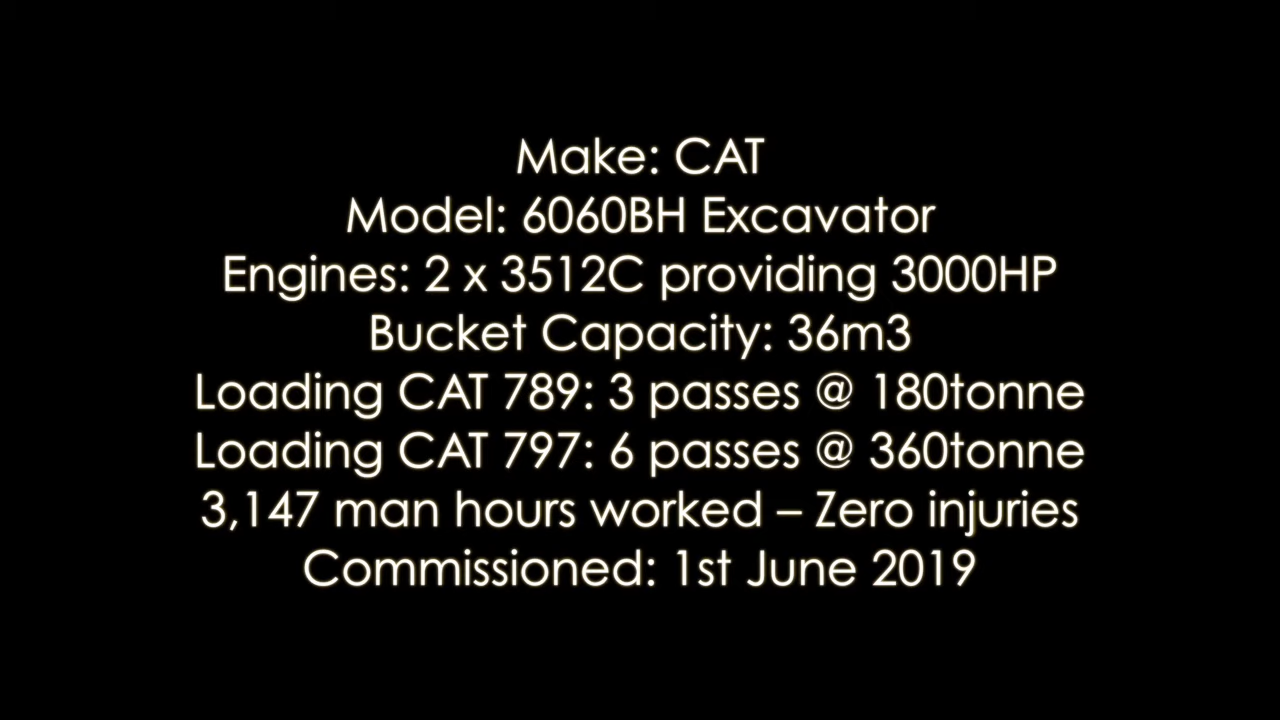 Make: CAT
Model: 6060BH Excavator
Engines: 2 x 3512C providing 3000HP
Bucket Capacity: 36m3
Loading CAT 789: 3 passes @ 180tonne
Loading CAT 797: 6 passes @ 360tonne
3,147 man hours worked – Zero injuries
Commissioned: 1st June 2019